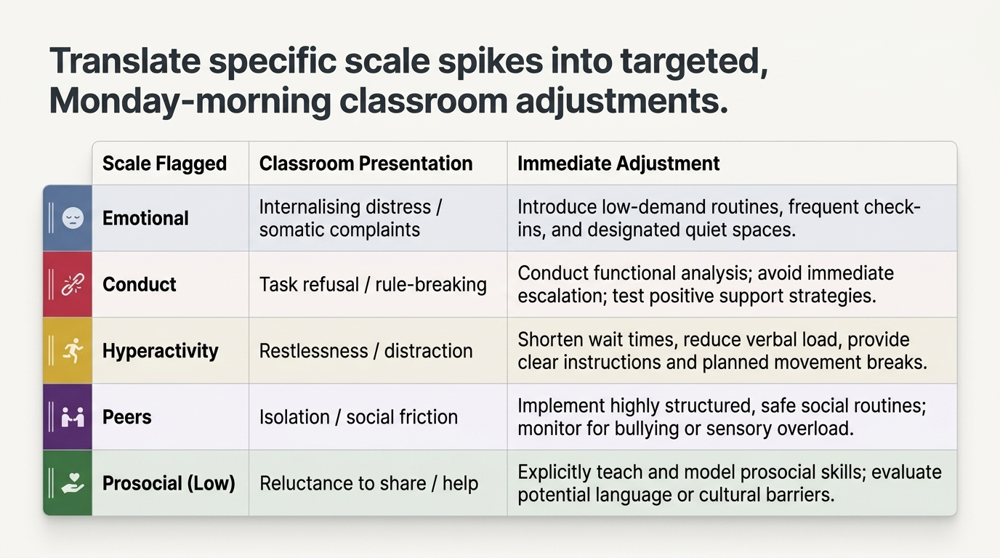 Translate specific scale spikes into targeted,
Monday-morning classroom adjustments.
Scale Flagged
Classroom Presentation
Immediate Adjustment
Emotional
Internalising distress /
somatic complaints
Introduce low-demand routines, frequent check-
ins, and designated quiet spaces.
Conduct
Task refusal / rule-breaking
Conduct functional analysis; avoid immediate
escalation; test positive support strategies.
Hyperactivity
Restlessness / distraction
Shorten wait times, reduce verbal load, provide
clear instructions and planned movement breaks.
Peers
Isolation / social friction
Implement highly structured, safe social routines;
monitor for bullying or sensory overload.
Prosocial (Low)
Reluctance to share / help
Explicitly teach and model prosocial skills; evaluate
potential language or cultural barriers.